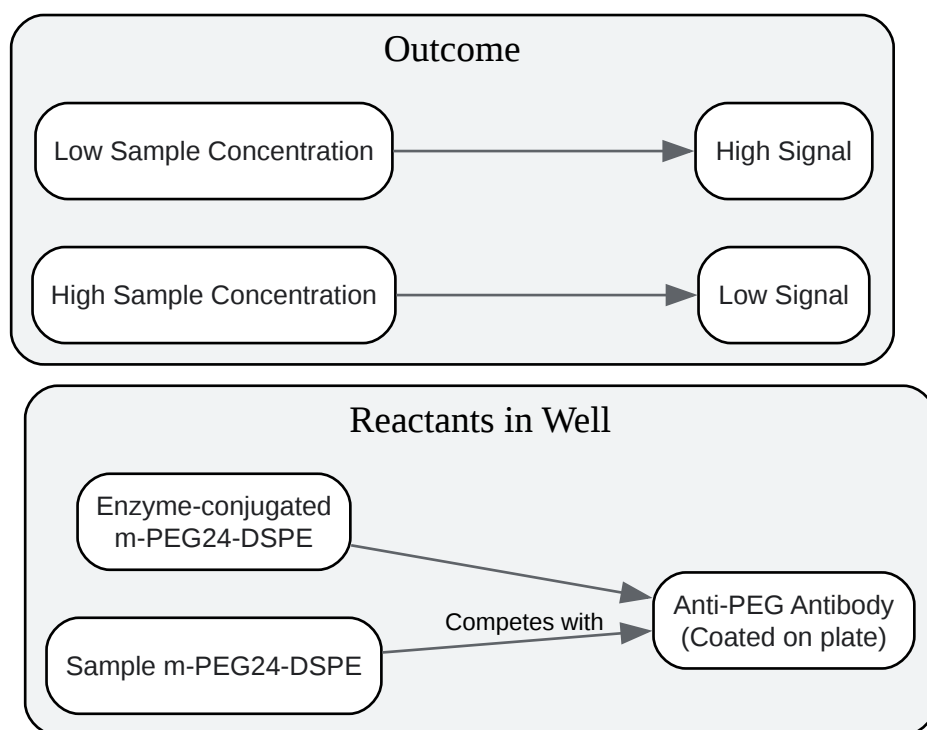 Outcome
Low Sample Concentration
High Signal
High Sample Concentration
Low Signal
Reactants in Well
Enzyme-conjugated
m-PEG24-DSPE
Sample m-PEG24-DSPE
Competes with
Anti-PEG Antibody
(Coated on plate)